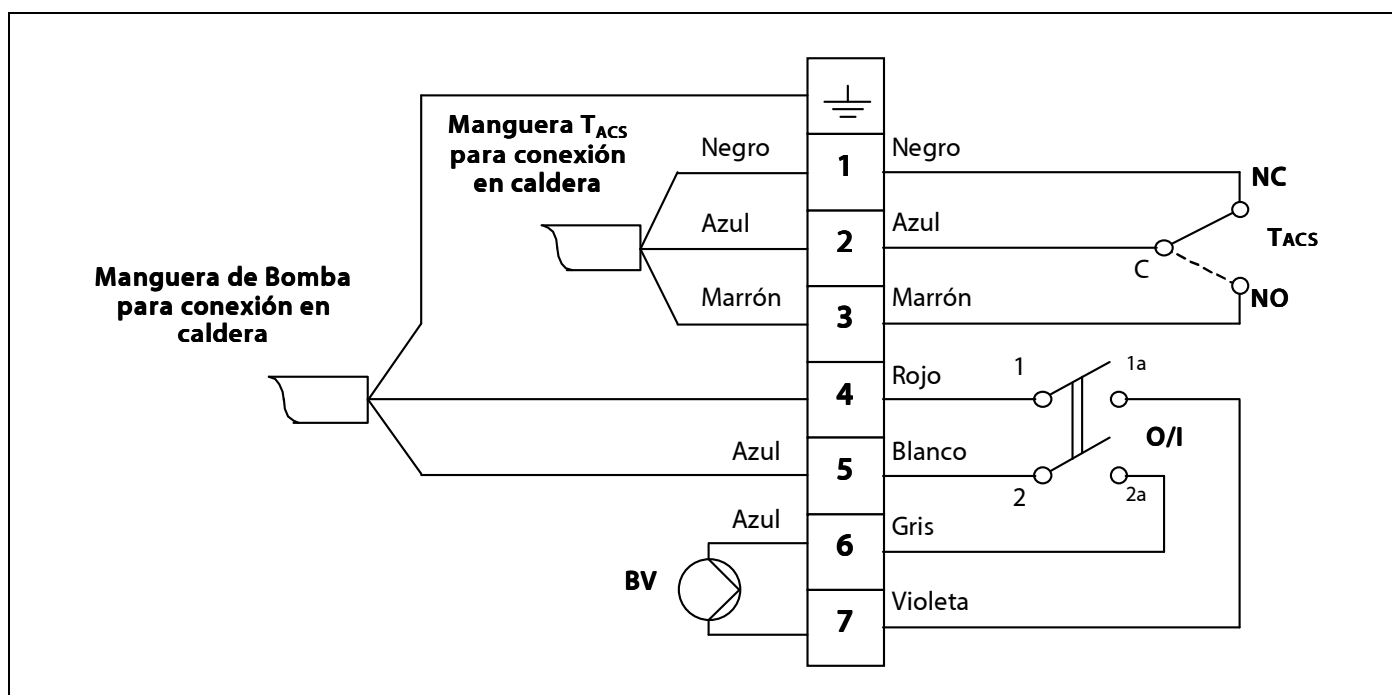 Manguera TACS
para conexión
en caldera
Negro
1
Negro
NC
Azul
2
Azul
C
TACS
Marrón
3
Marrón
NO
Manguera de Bomba
para conexión en
caldera
4
Rojo
1
1a
O/I
Azul
5
Blanco
2
2a
Azul
6
Gris
BV
7
Violeta